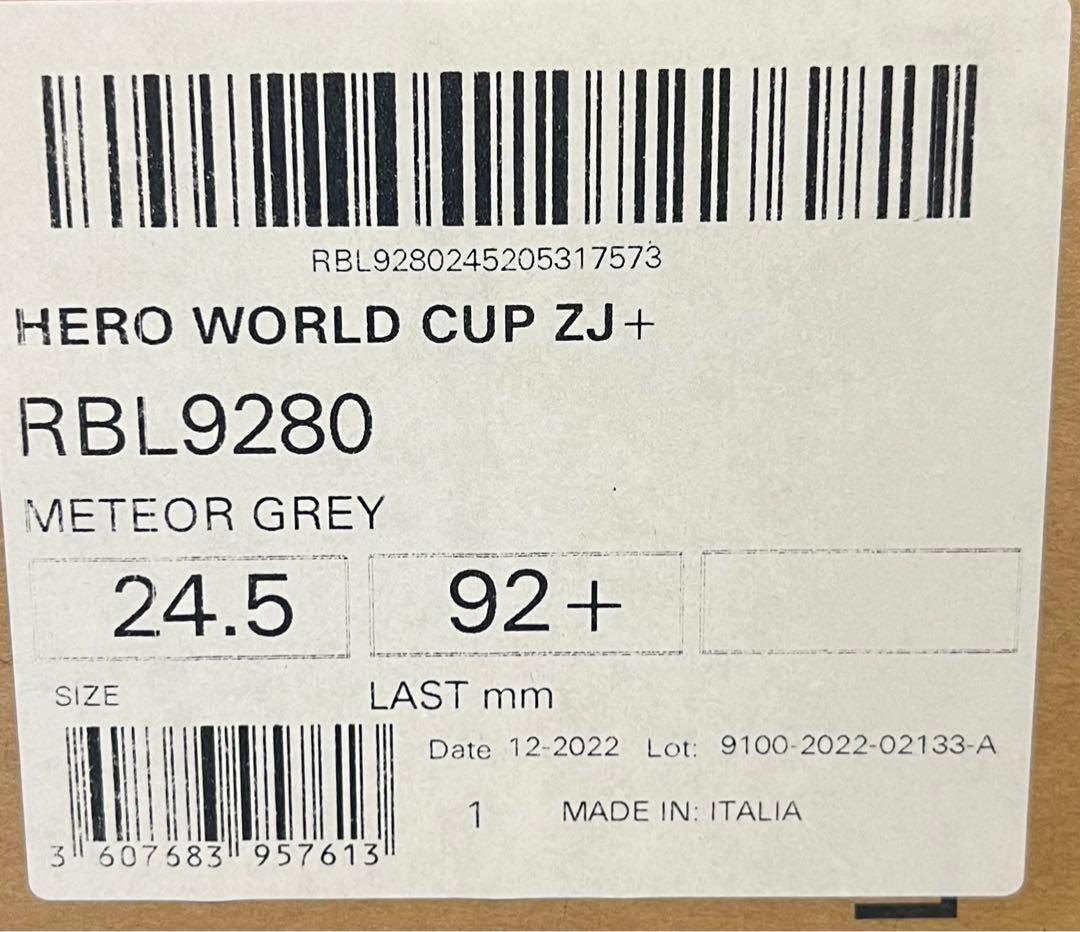 RBL9280245205317573
HERO WORLD CUP ZJ+
RBL9280
METEOR GREY
24.5 92+
SIZE LAST mm
Date 12-2022 Lot: 9100-2022-02133-A
1 MADE IN: ITALIA
3 607683 957613